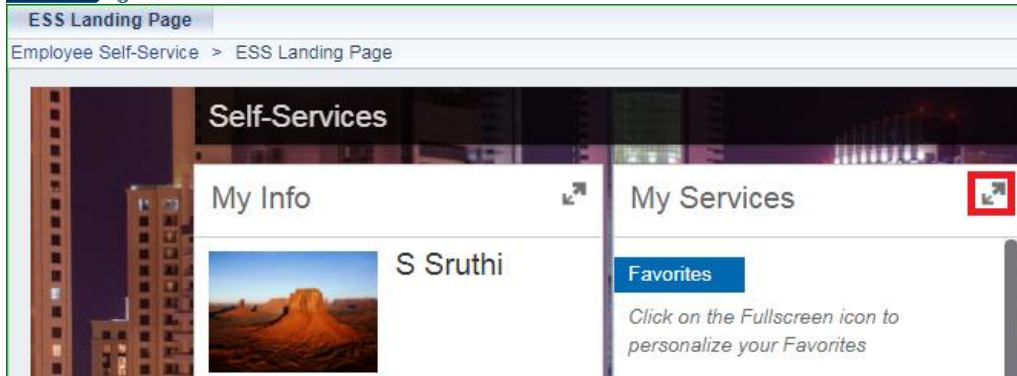 ESS Landing Page
Employee Self-Service > ESS Landing Page
Self-Services
My Info
My Services
S Sruthi
Favorites
Click on the Fullscreen icon to
personalize your Favorites